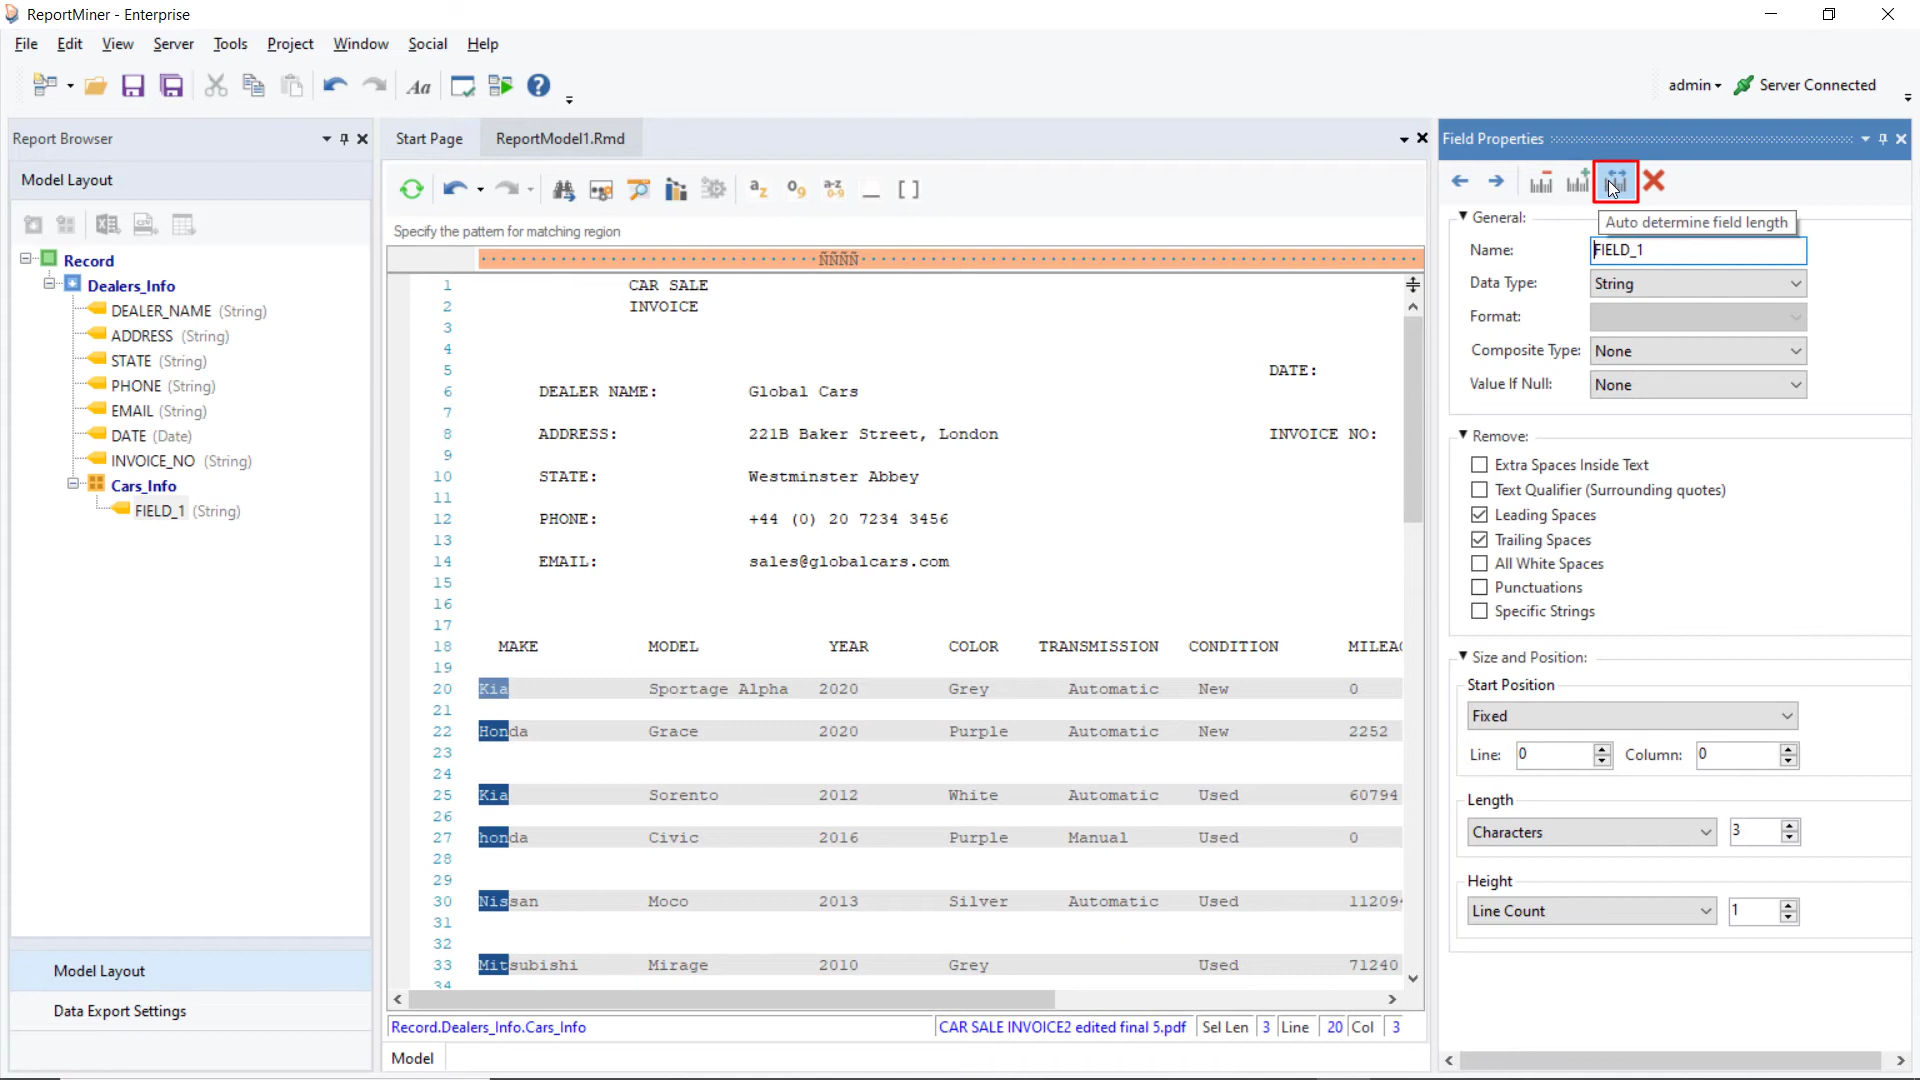 ReportMiner - Enterprise
File Edit View Server Tools Project Window Social Help
Aa
admin Server Connected
Report Browser
Model Layout
Record
Dealers_Info
DEALER_NAME (String)
ADDRESS (String)
STATE (String)
PHONE (String)
EMAIL (String)
DATE (Date)
INVOICE_NO (String)
Cars_Info
FIELD_1 (String)
Model Layout
Data Export Settings
Start Page ReportModel1.Rmd
Specify the pattern for matching region
ÑÑÑÑ
1 CAR SALE
2 INVOICE
3
4
5 DATE:
6 DEALER NAME: Global Cars
7
8 ADDRESS: 221B Baker Street, London INVOICE NO:
9
10 STATE: Westminster Abbey
11
12 PHONE: +44 (0) 20 7234 3456
13
14 EMAIL: sales@globalcars.com
15
16
17
18 MAKE MODEL YEAR COLOR TRANSMISSION CONDITION MILEAG
19
20 Kia Sportage Alpha 2020 Grey Automatic New 0
21
22 Honda Grace 2020 Purple Automatic New 2252
23
24
25 Kia Sorento 2012 White Automatic Used 60794
26
27 honda Civic 2016 Purple Manual Used 0
28
29
30 Nissan Moco 2013 Silver Automatic Used 112094
31
32
33 Mitsubishi Mirage 2010 Grey Used 71240
34
Record.Dealers_Info.Cars_Info CAR SALE INVOICE2 edited final 5.pdf Sel Len 3 Line 20 Col 3
Model
Field Properties
Auto determine field length
General:
Name: FIELD_1
Data Type: String
Format:
Composite Type: None
Value If Null: None
Remove:
Extra Spaces Inside Text
Text Qualifier (Surrounding quotes)
Leading Spaces
Trailing Spaces
All White Spaces
Punctuations
Specific Strings
Size and Position:
Start Position
Fixed
Line: 0 Column: 0
Length
Characters 3
Height
Line Count 1